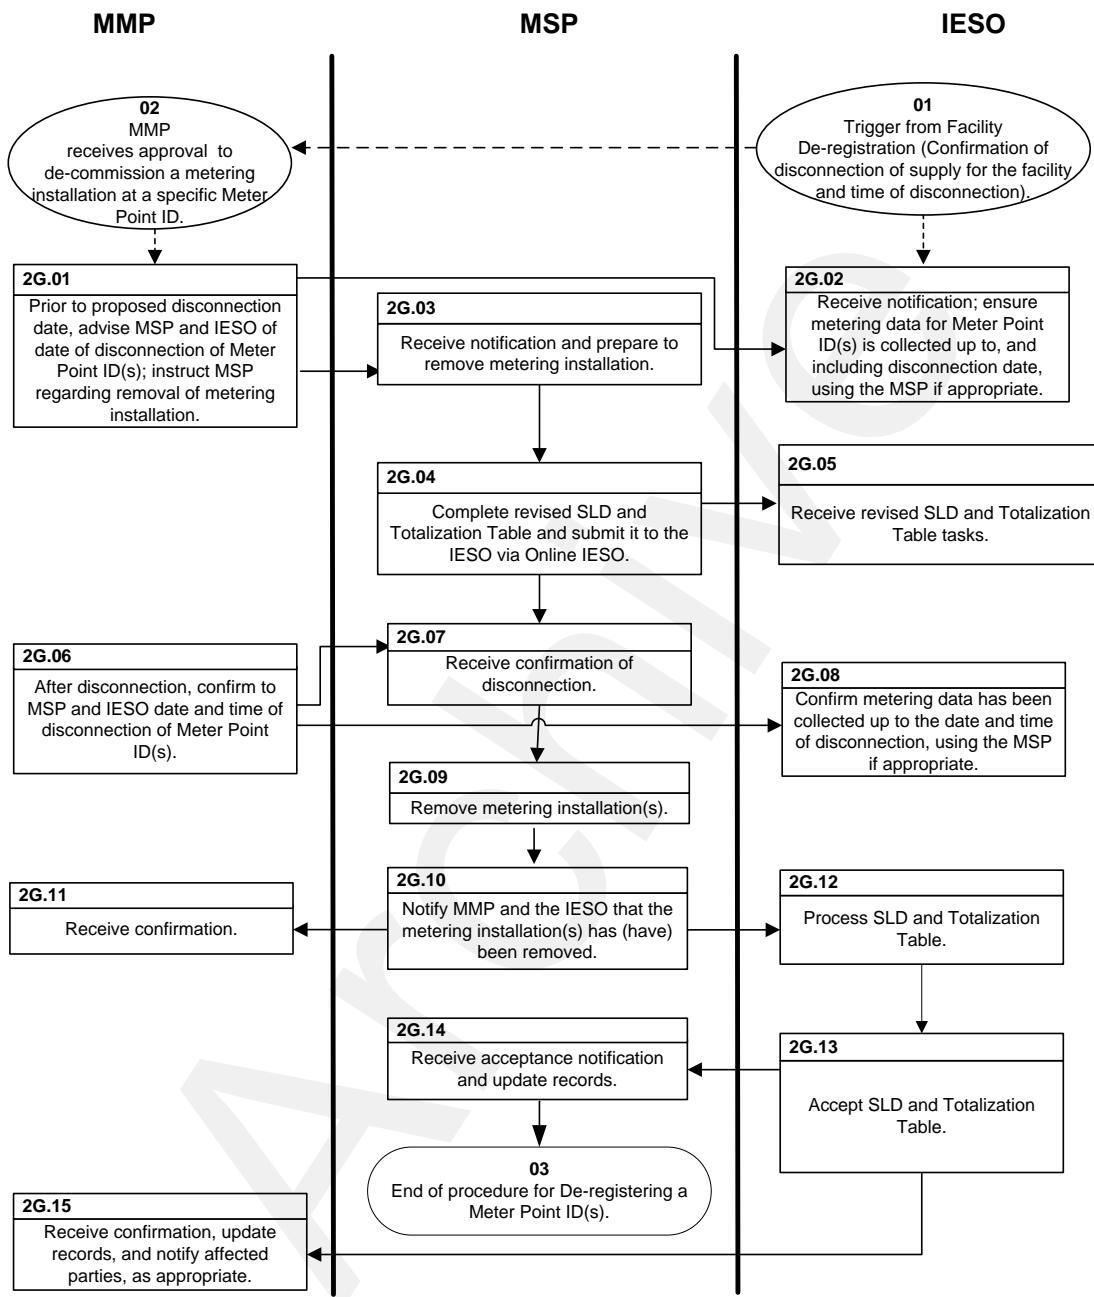 MMP
MSP
IESO
02
MMP
receives approval to
de-commission a metering
installation at a specific Meter
Point ID.
01
Trigger from Facility
De-registration (Confirmation of
disconnection of supply for the facility
and time of disconnection).
2G.01
Prior to proposed disconnection
date, advise MSP and IESO of
date of disconnection of Meter
Point ID(s); instruct MSP
regarding removal of metering
installation.
2G.03
Receive notification and prepare to
remove metering installation.
2G.02
Receive notification; ensure
metering data for Meter Point
ID(s) is collected up to, and
including disconnection date,
using the MSP if appropriate.
2G.04
Complete revised SLD and
Totalization Table and submit it to the
IESO via Online IESO.
2G.05
Receive revised SLD and Totalization
Table tasks.
2G.06
After disconnection, confirm to
MSP and IESO date and time of
disconnection of Meter Point
ID(s).
2G.07
Receive confirmation of
disconnection.
2G.08
Confirm metering data has been
collected up to the date and time
of disconnection, using the MSP
if appropriate.
2G.09
Remove metering installation(s).
2G.11
Receive confirmation.
2G.10
Notify MMP and the IESO that the
metering installation(s) has (have)
been removed.
2G.12
Process SLD and Totalization
Table.
2G.14
Receive acceptance notification
and update records.
2G.13
Accept SLD and Totalization
Table.
03
End of procedure for De-registering a
Meter Point ID(s).
2G.15
Receive confirmation, update
records, and notify affected
parties, as appropriate.
Archive